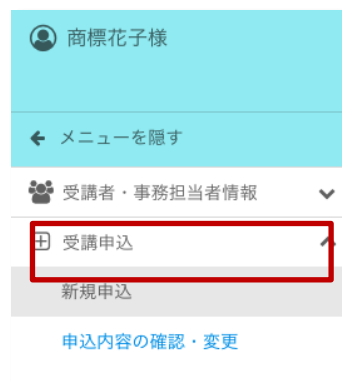 商標花子様
メニューを隠す
受講者・事務担当者情報
受講申込
新規申込
申込内容の確認・変更